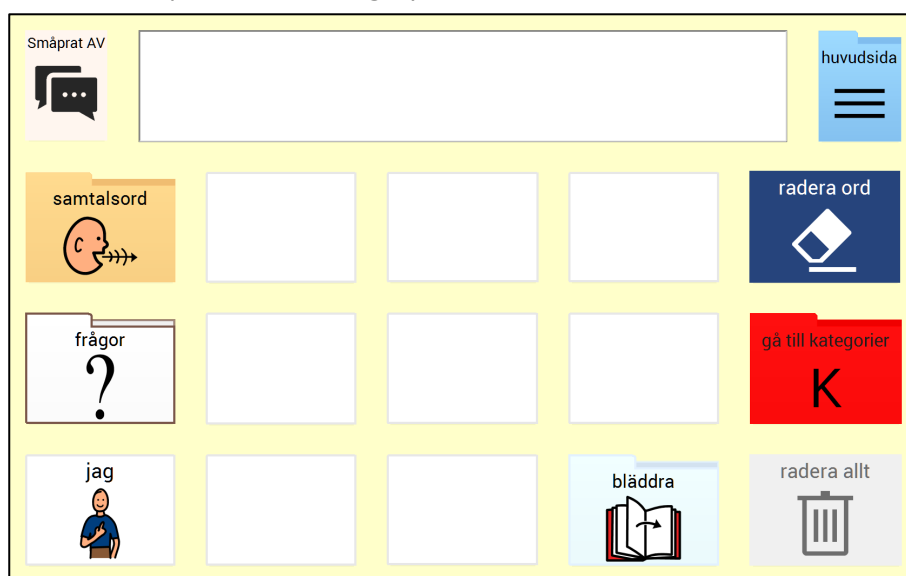 Småprat AV
huvudsida
samtalsord
radera ord
frågor
?
gå till kategorier
K
jag
bläddra
radera allt